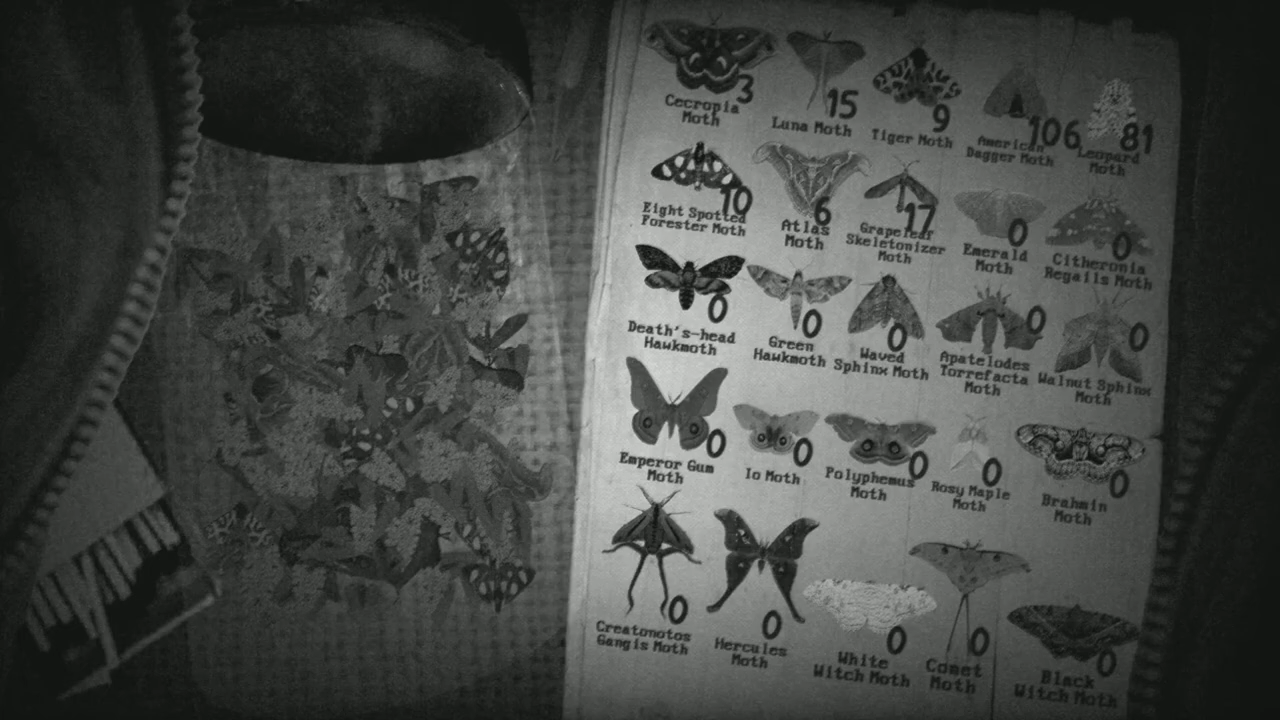 3
Cecropia
Moth
15
Luna Moth
9
Tiger Moth
106
American
Dagger Moth
81
Leopard
Moth
10
Eight Spotted
Forester Moth
6
Atlas
Moth
17
Grapeleaf
Skeletonizer
Moth
0
Emerald
Moth
0
Citheronia
Regails Moth
0
Death's-head
Hawkmoth
0
Green
Hawkmoth
0
Waved
Sphinx Moth
0
Apatelodes
Torrefacta
Moth
0
Walnut Sphinx
Moth
0
Emperor Gum
Moth
0
Io Moth
0
Polyphemus
Moth
0
Rosy Maple
Moth
0
Brahmin
Moth
0
Creatonotos
Gangis Moth
0
Hercules
Moth
0
White
Witch Moth
0
Comet
Moth
0
Black
Witch Moth